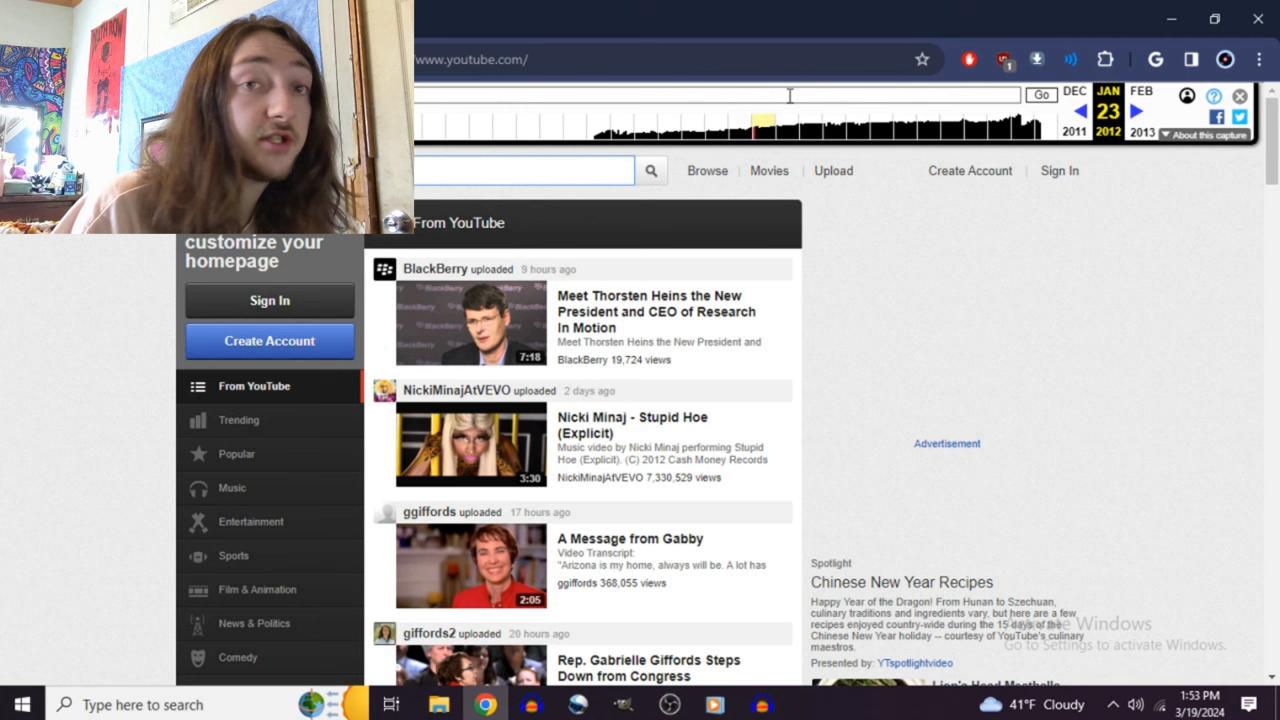 www.youtube.com/
1
Go
DEC
JAN
FEB
23
2011
2012
2013
About this capture
Browse
Movies
Upload
Create Account
Sign In
From YouTube
customize your
homepage
Sign In
Create Account
From YouTube
Trending
Popular
Music
Entertainment
Sports
Film & Animation
News & Politics
Comedy
BlackBerry uploaded 9 hours ago
Meet Thorsten Heins the New
President and CEO of Research
In Motion
Meet Thorsten Heins the New President and
BlackBerry 19,724 views
7:18
NickiMinajAtVEVO uploaded 2 days ago
Nicki Minaj - Stupid Hoe
(Explicit)
Music video by Nicki Minaj performing Stupid
Hoe (Explicit). (C) 2012 Cash Money Records
NickiMinajAtVEVO 7,330,529 views
3:30
ggiffords uploaded 17 hours ago
A Message from Gabby
Video Transcript:
"Arizona is my home, always will be. A lot has
ggiffords 368,055 views
2:05
giffords2 uploaded 20 hours ago
Rep. Gabrielle Giffords Steps
Down from Congress
Advertisement
Spotlight
Chinese New Year Recipes
Happy Year of the Dragon! From Hunan to Szechuan,
culinary traditions and ingredients vary, but here are a few
recipes enjoyed country-wide during the 15 days of the
Chinese New Year holiday -- courtesy of YouTube's culinary
maestros.
Presented by: YTspotlightvideo
Lion's Head Meatballs
Activate Windows
Go to Settings to activate Windows.
Type here to search
41°F Cloudy
1:53 PM
3/19/2024